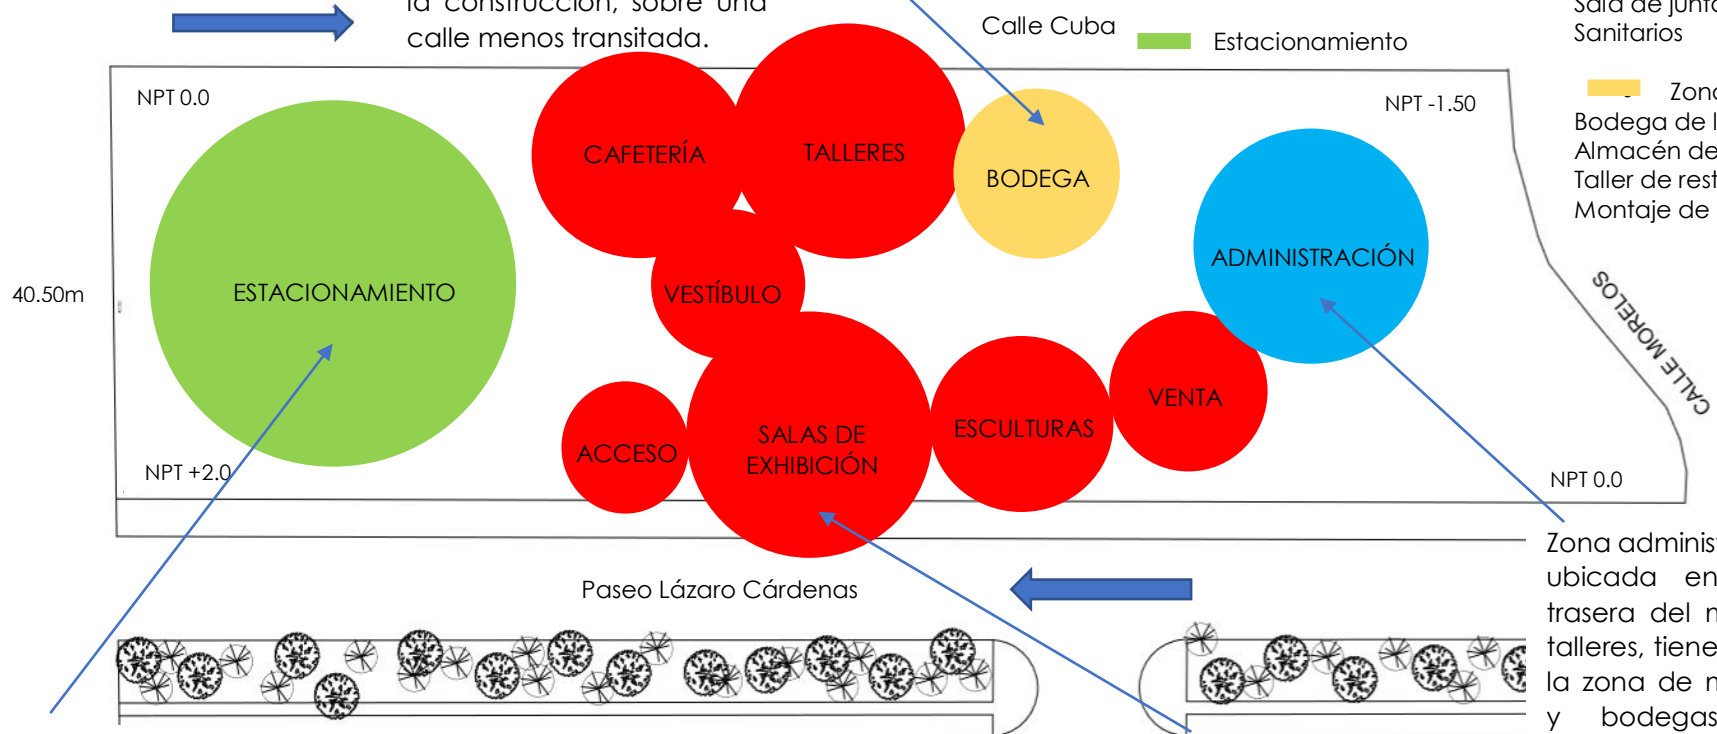 la construcción, sobre una
calle menos transitada.
Calle Cuba
Estacionamiento
Sala de
Sanitarios
NPT 0.0
NPT -1.50
Bodega de
Almacén de
Taller de
Montaje de
CAFETERÍA
TALLERES
BODEGA
ADMINISTRACIÓN
40.50m
ESTACIONAMIENTO
VESTÍBULO
CALLE MORELOS
VENTA
ESCULTURAS
SALAS DE
EXHIBICIÓN
ACCESO
NPT +2.0
NPT 0.0
Paseo Lázaro Cárdenas
Zona
ubicada en
trasera del
talleres, tiene
la zona de
y bodegas